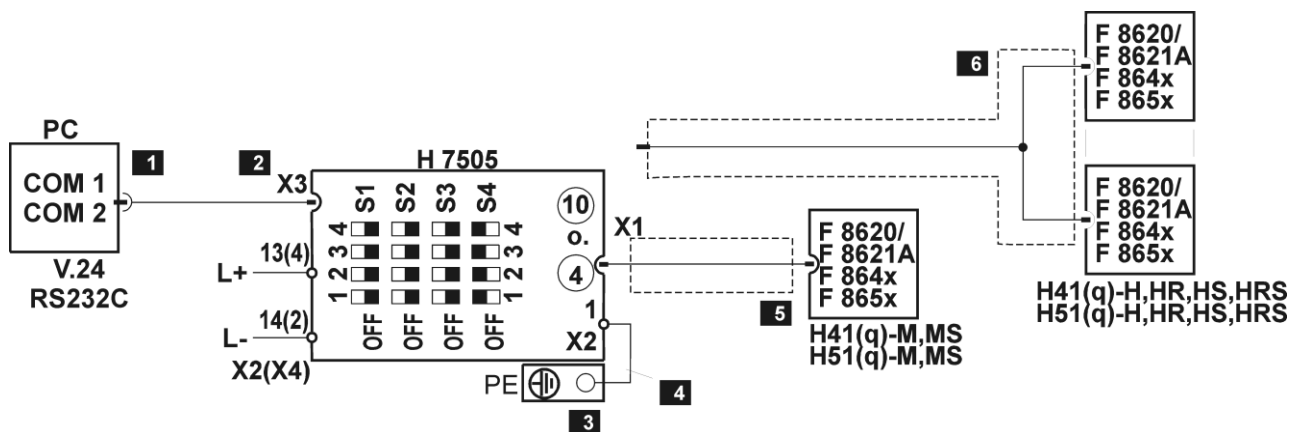 PC
COM 1
COM 2
V.24
RS232C
1
2
X3
H 7505
S1 S2 S3 S4
4
3
2
1
4
3
2
1
OFF OFF OFF OFF
10
o.
4
1
X2
X1
13(4)
L+
14(2)
L-
X2(X4)
PE
3
4
5
F 8620/
F 8621A
F 864x
F 865x
H41(q)-M,MS
H51(q)-M,MS
6
F 8620/
F 8621A
F 864x
F 865x
F 8620/
F 8621A
F 864x
F 865x
H41(q)-H,HR,HS,HRS
H51(q)-H,HR,HS,HRS